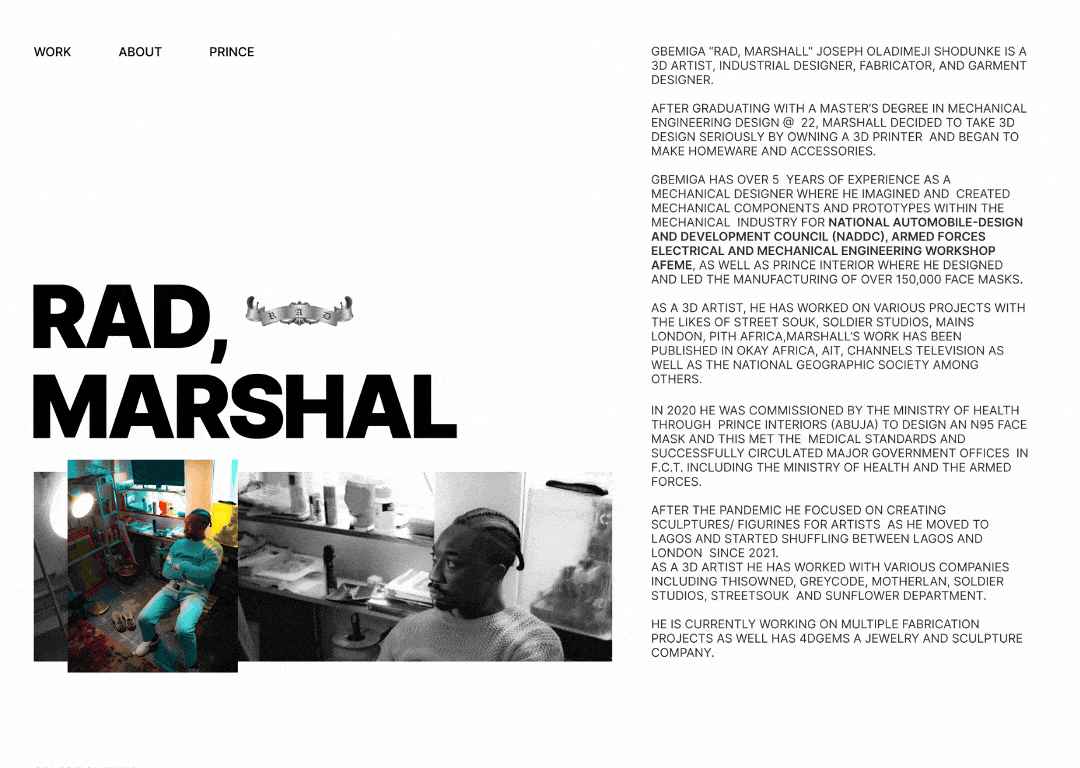 WORK ABOUT PRINCE
RAD,
R A D
MARSHAL
GBEMIGA “RAD, MARSHALL” JOSEPH OLADIMEJI SHODUNKE IS A
3D ARTIST, INDUSTRIAL DESIGNER, FABRICATOR, AND GARMENT
DESIGNER.
AFTER GRADUATING WITH A MASTER’S DEGREE IN MECHANICAL
ENGINEERING DESIGN @ 22, MARSHALL DECIDED TO TAKE 3D
DESIGN SERIOUSLY BY OWNING A 3D PRINTER AND BEGAN TO
MAKE HOMEWARE AND ACCESSORIES.
GBEMIGA HAS OVER 5 YEARS OF EXPERIENCE AS A
MECHANICAL DESIGNER WHERE HE IMAGINED AND CREATED
MECHANICAL COMPONENTS AND PROTOTYPES WITHIN THE
MECHANICAL INDUSTRY FOR NATIONAL AUTOMOBILE-DESIGN
AND DEVELOPMENT COUNCIL (NADDC), ARMED FORCES
ELECTRICAL AND MECHANICAL ENGINEERING WORKSHOP
AFEME, AS WELL AS PRINCE INTERIOR WHERE HE DESIGNED
AND LED THE MANUFACTURING OF OVER 150,000 FACE MASKS.
AS A 3D ARTIST, HE HAS WORKED ON VARIOUS PROJECTS WITH
THE LIKES OF STREET SOUK, SOLDIER STUDIOS, MAINS
LONDON, PITH AFRICA,MARSHALL’S WORK HAS BEEN
PUBLISHED IN OKAY AFRICA, AIT, CHANNELS TELEVISION AS
WELL AS THE NATIONAL GEOGRAPHIC SOCIETY AMONG
OTHERS.
IN 2020 HE WAS COMMISSIONED BY THE MINISTRY OF HEALTH
THROUGH PRINCE INTERIORS (ABUJA) TO DESIGN AN N95 FACE
MASK AND THIS MET THE MEDICAL STANDARDS AND
SUCCESSFULLY CIRCULATED MAJOR GOVERNMENT OFFICES IN
F.C.T. INCLUDING THE MINISTRY OF HEALTH AND THE ARMED
FORCES.
AFTER THE PANDEMIC HE FOCUSED ON CREATING
SCULPTURES/ FIGURINES FOR ARTISTS AS HE MOVED TO
LAGOS AND STARTED SHUFFLING BETWEEN LAGOS AND
LONDON SINCE 2021.
AS A 3D ARTIST HE HAS WORKED WITH VARIOUS COMPANIES
INCLUDING THISOWNED, GREYCODE, MOTHERLAN, SOLDIER
STUDIOS, STREETSOUK AND SUNFLOWER DEPARTMENT.
HE IS CURRENTLY WORKING ON MULTIPLE FABRICATION
PROJECTS AS WELL HAS 4DGEMS A JEWELRY AND SCULPTURE
COMPANY.